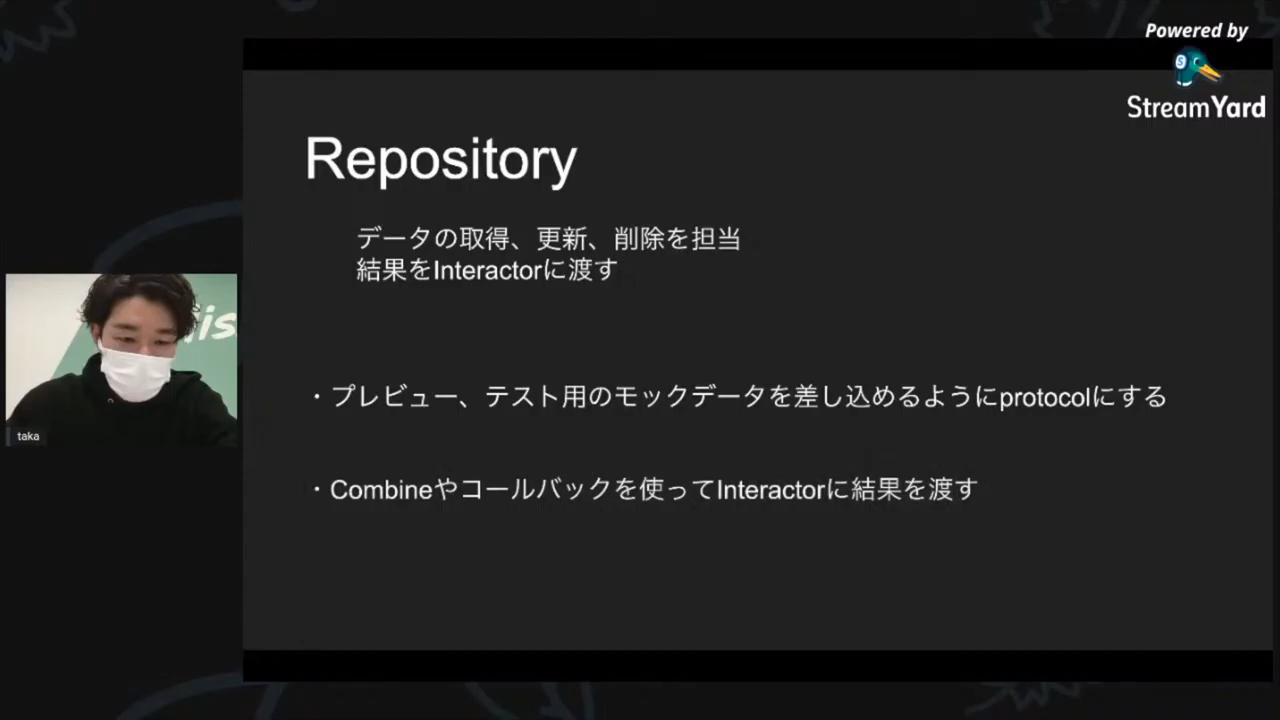 Powered by
StreamYard
Repository
データの取得、更新、削除を担当
結果をInteractorに渡す
・プレビュー、テスト用のモックデータを差し込めるようにprotocolにする
・Combineやコールバックを使ってInteractorに結果を渡す
is
taka